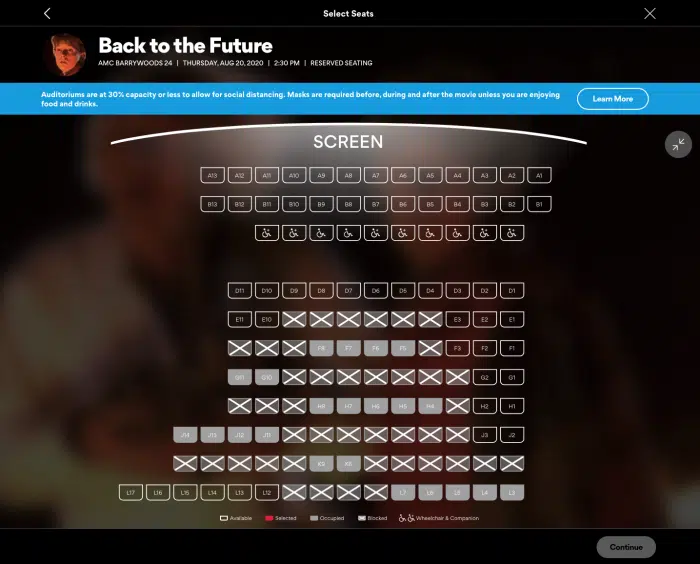 Select Seats
Back to the Future
AMC BARRYWOODS 24 | THURSDAY, AUG 20, 2020 | 2:30 PM | RESERVED SEATING
Auditoriums are at 30% capacity or less to allow for social distancing. Masks are required before, during and after the movie unless you are enjoying
food and drinks.
Learn More
SCREEN
A13 A12 A11 A10 A9 A8 A7 A6 A5 A4 A3 A2 A1
B13 B12 B11 B10 B9 B8 B7 B6 B5 B4 B3 B2 B1
D11 D10 D9 D8 D7 D6 D5 D4 D3 D2 D1
E11 E10 E3 E2 E1
F8 F7 F6 F5 F3 F2 F1
G11 G10 G2 G1
H8 H7 H6 H5 H4 H2 H1
J14 J13 J12 J11 J3 J2
K9 K8
L17 L16 L15 L14 L13 L12 L7 L6 L5 L4 L3
Available Selected Occupied Blocked Wheelchair & Companion
Continue